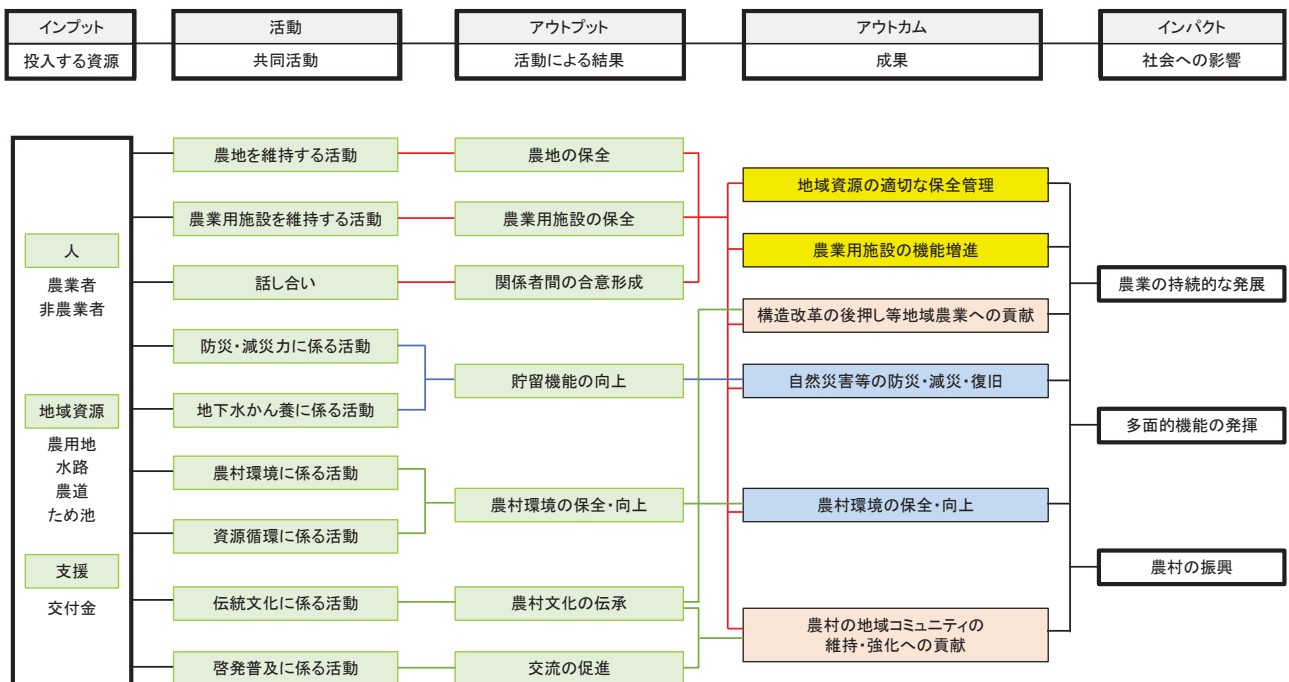 インプット
投入する資源
活動
共同活動
アウトプット
活動による結果
アウトカム
成果
インパクト
社会への影響
人
農業者
非農業者
地域資源
農用地
水路
農道
ため池
支援
交付金
農地を維持する活動
農業用施設を維持する活動
話し合い
防災・減災力に係る活動
地下水かん養に係る活動
農村環境に係る活動
資源循環に係る活動
伝統文化に係る活動
啓発普及に係る活動
農地の保全
農業用施設の保全
関係者間の合意形成
貯留機能の向上
農村環境の保全・向上
農村文化の伝承
交流の促進
地域資源の適切な保全管理
農業用施設の機能増進
構造改革の後押し等地域農業への貢献
自然災害等の防災・減災・復旧
農村環境の保全・向上
農村の地域コミュニティの
維持・強化への貢献
農業の持続的な発展
多面的機能の発揮
農村の振興